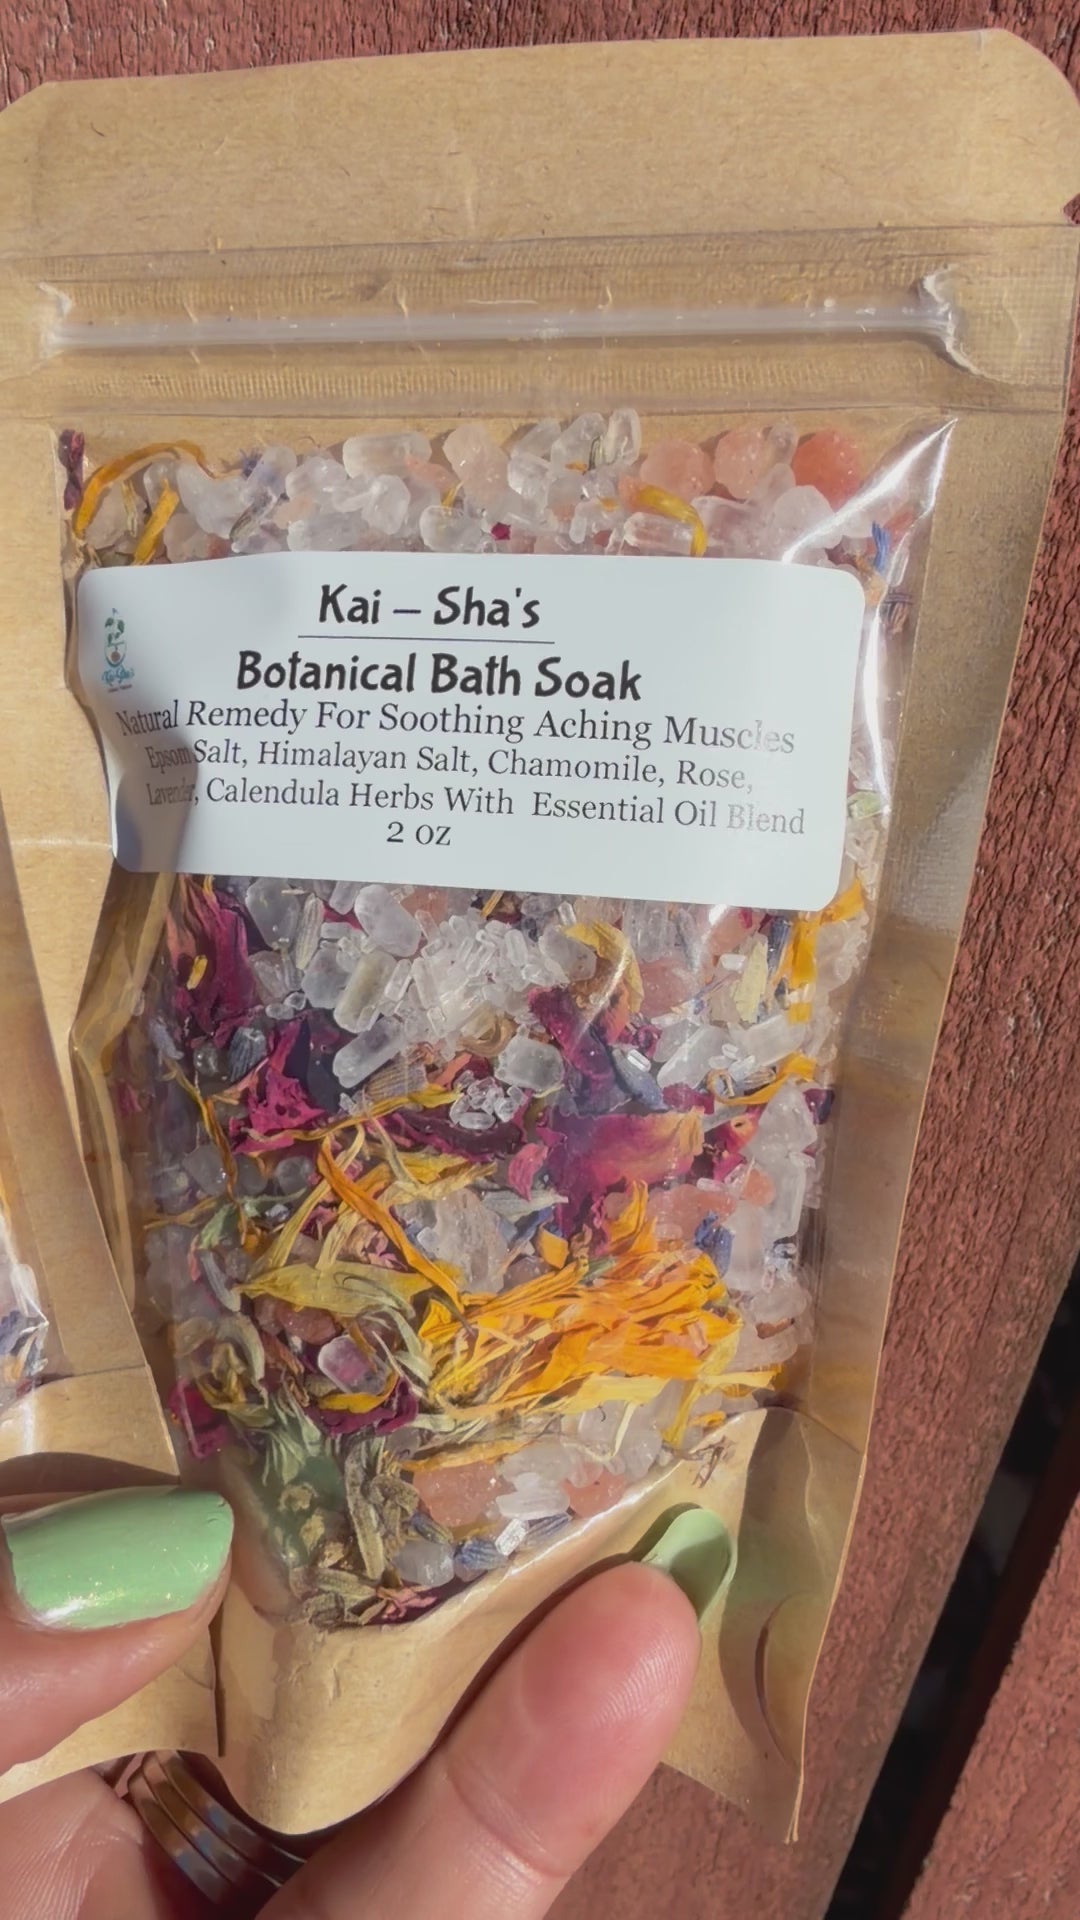 Kai – Sha's
Botanical Bath Soak
Natural Remedy For Soothing Aching Muscles
Epsom Salt, Himalayan Salt, Chamomile, Rose,
Lavender, Calendula Herbs With Essential Oil Blend
2 oz